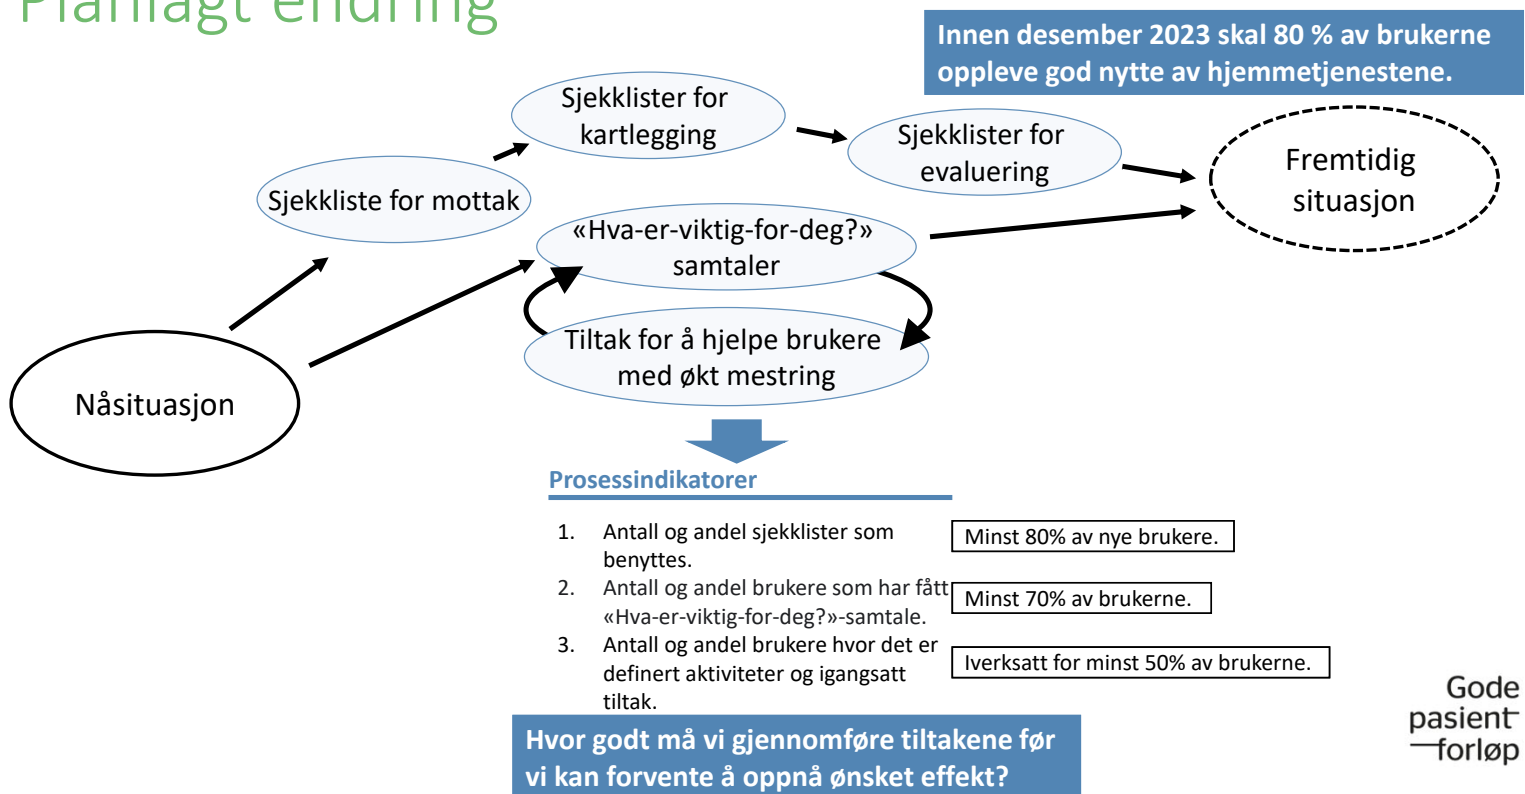 Planlagt endring
Innen desember 2023 skal 80 % av brukerne
oppleve god nytte av hjemmetjenestene.
Sjekklister for
kartlegging
Sjekklister for
evaluering
Fremtidig
situasjon
Sjekkliste for mottak
«Hva-er-viktig-for-deg?»
samtaler
Tiltak for å hjelpe brukere
med økt mestring
Nåsituasjon
Prosessindikatorer
1. Antall og andel sjekklister som
benyttes.
Minst 80% av nye brukere.
2. Antall og andel brukere som har fått
«Hva-er-viktig-for-deg?»-samtale.
Minst 70% av brukerne.
3. Antall og andel brukere hvor det er
definert aktiviteter og igangsatt
tiltak.
Iverksatt for minst 50% av brukerne.
Hvor godt må vi gjennomføre tiltakene før
vi kan forvente å oppnå ønsket effekt?
Gode
pasient
forløp